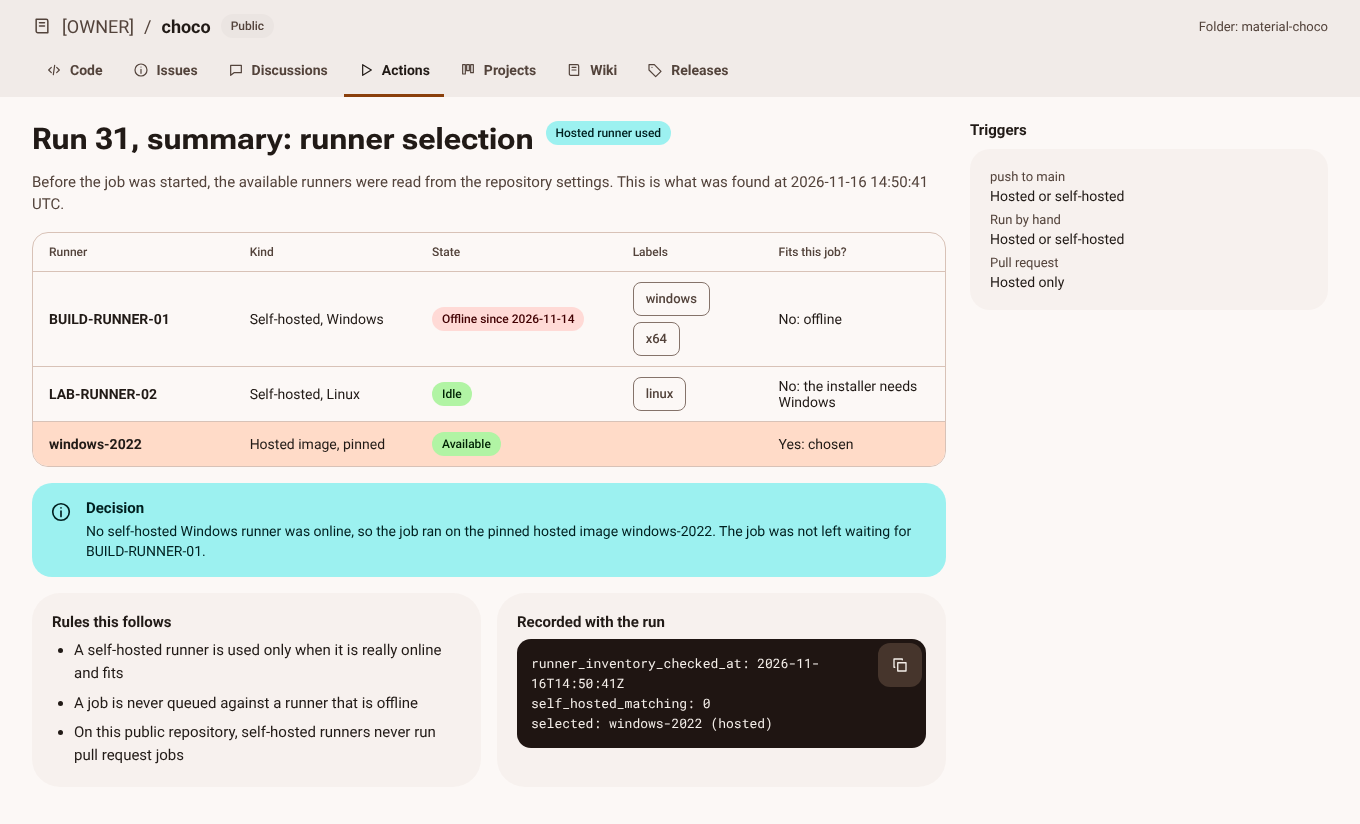 [OWNER] / choco Public
Folder: material-choco
Code Issues Discussions Actions Projects Wiki Releases
Run 31, summary: runner selection Hosted runner used
Before the job was started, the available runners were read from the repository settings. This is what was found at 2026-11-16 14:50:41
UTC.
Runner Kind State Labels Fits this job?
BUILD-RUNNER-01 Self-hosted, Windows Offline since 2026-11-14 windows x64 No: offline
LAB-RUNNER-02 Self-hosted, Linux Idle linux No: the installer needs
Windows
windows-2022 Hosted image, pinned Available Yes: chosen
Decision
No self-hosted Windows runner was online, so the job ran on the pinned hosted image windows-2022. The job was not left waiting for
BUILD-RUNNER-01.
Rules this follows
A self-hosted runner is used only when it is really online
and fits
A job is never queued against a runner that is offline
On this public repository, self-hosted runners never run
pull request jobs
Recorded with the run
runner_inventory_checked_at: 2026-11-
16T14:50:41Z
self_hosted_matching: 0
selected: windows-2022 (hosted)
Triggers
push to main
Hosted or self-hosted
Run by hand
Hosted or self-hosted
Pull request
Hosted only